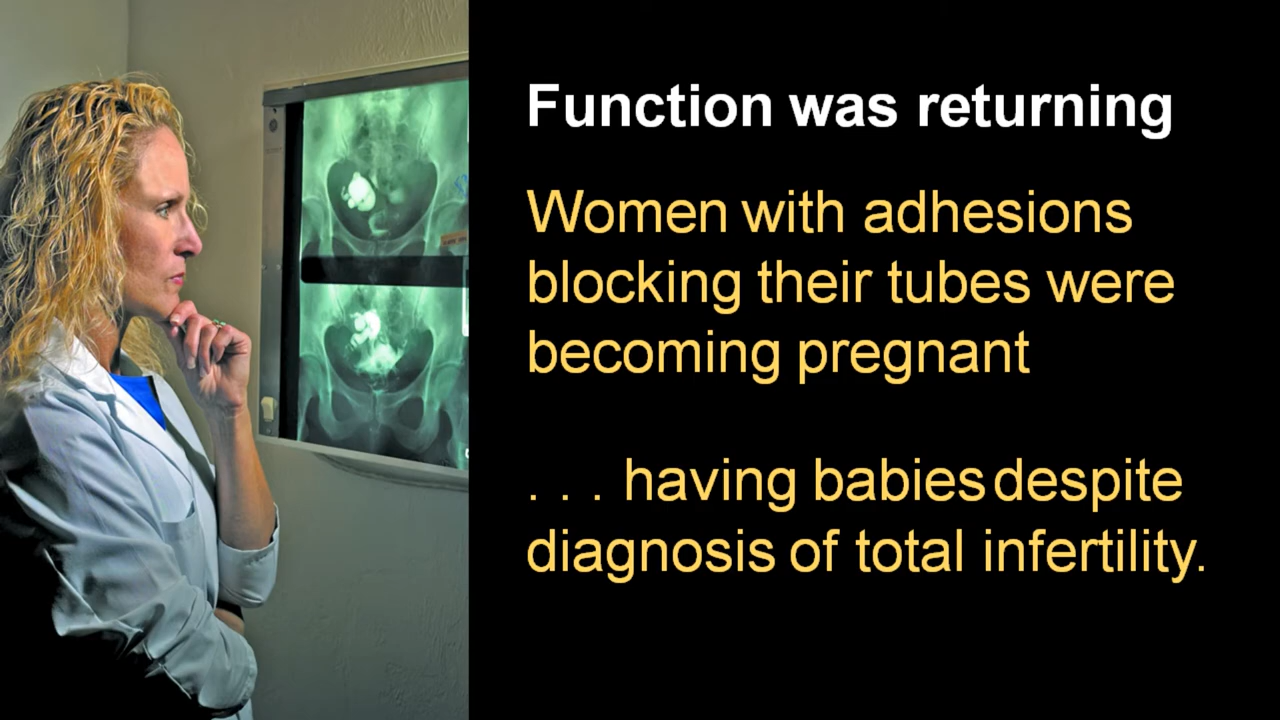 Function was returning
Women with adhesions
blocking their tubes were
becoming pregnant
. . . having babies despite
diagnosis of total infertility.